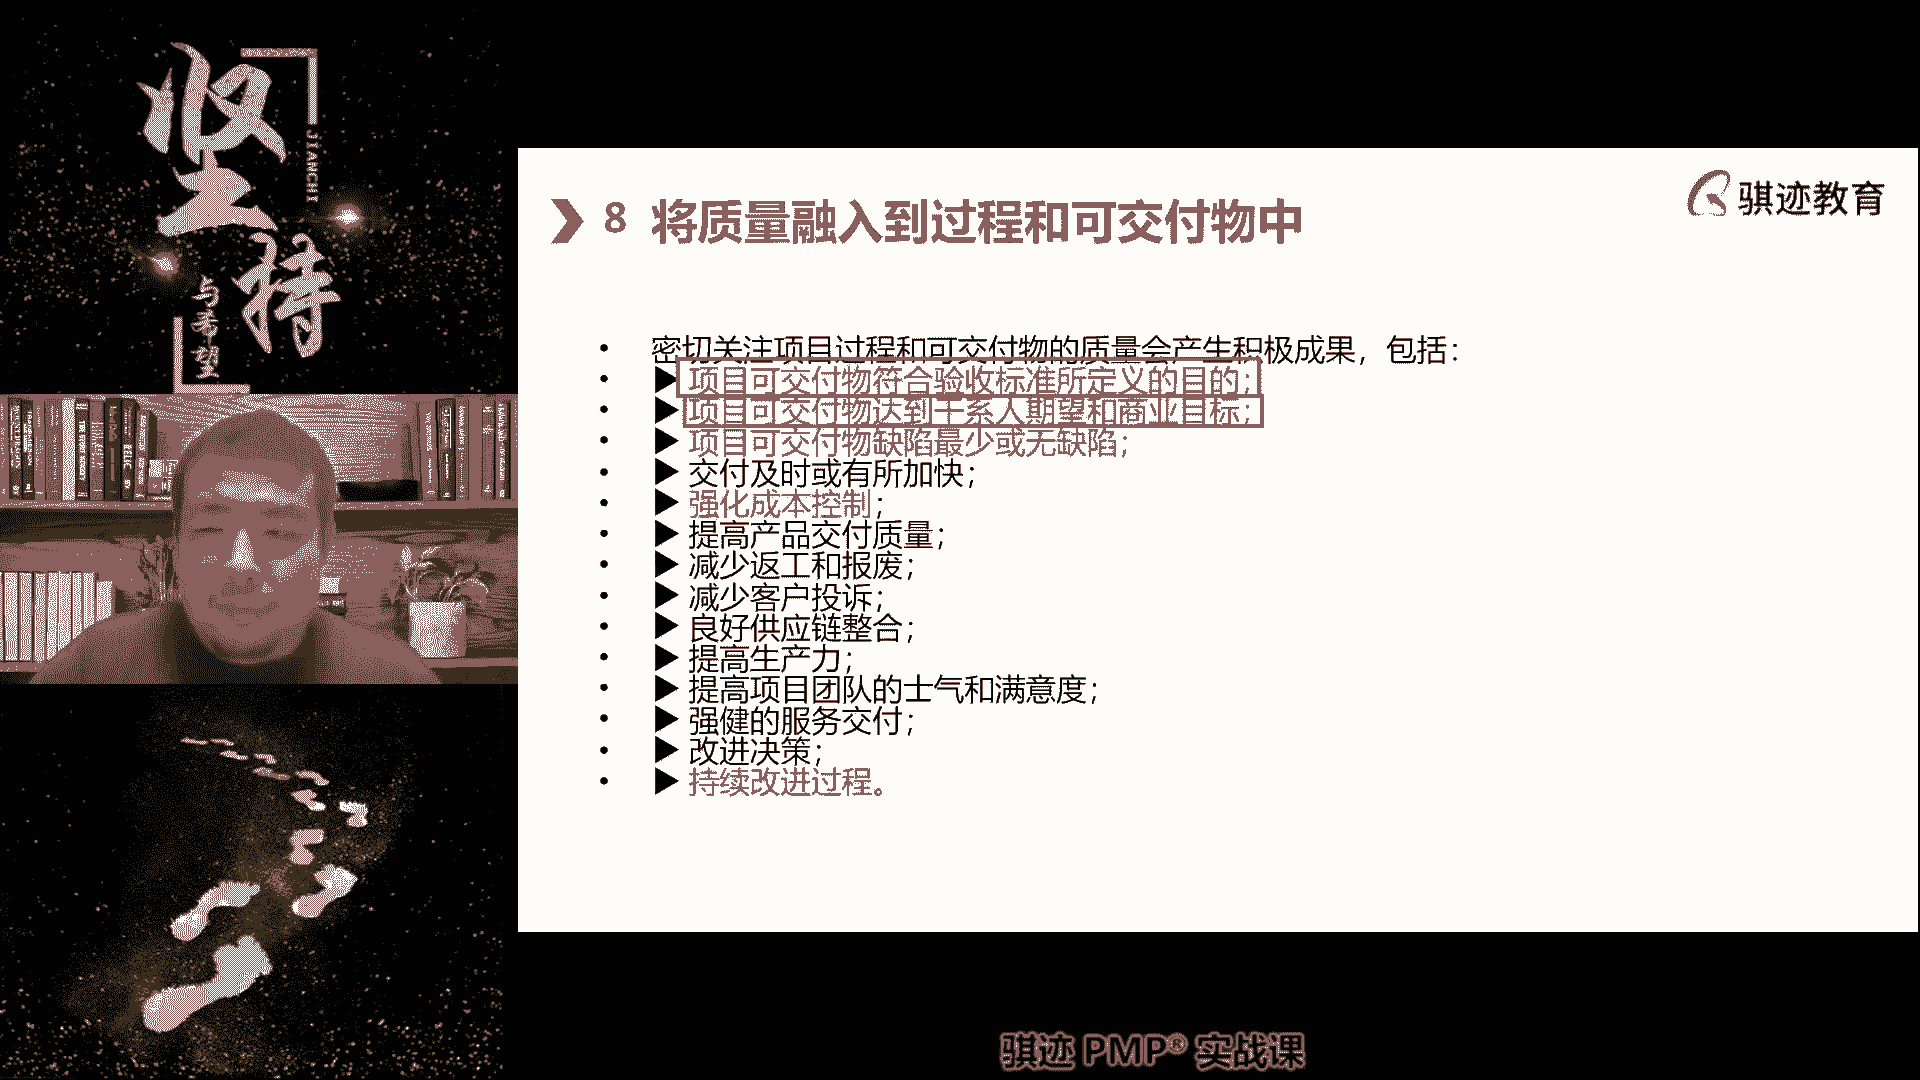 坚持
JIANCHI
与希望
骐迹教育
8 将质量融入到过程和可交付物中
• 密切关注项目过程和可交付物的质量会产生积极成果，包括：
• ▶ 项目可交付物符合验收标准所定义的目的；
• ▶ 项目可交付物达到干系人期望和商业目标；
• ▶ 项目可交付物缺陷最少或无缺陷；
• ▶ 交付及时或有所加快；
• ▶ 强化成本控制；
• ▶ 提高产品交付质量；
• ▶ 减少返工和报废；
• ▶ 减少客户投诉；
• ▶ 良好供应链整合；
• ▶ 提高生产力；
• ▶ 提高项目团队的士气和满意度；
• ▶ 强健的服务交付；
• ▶ 改进决策；
• ▶ 持续改进过程。
骐迹 PMP® 实战课